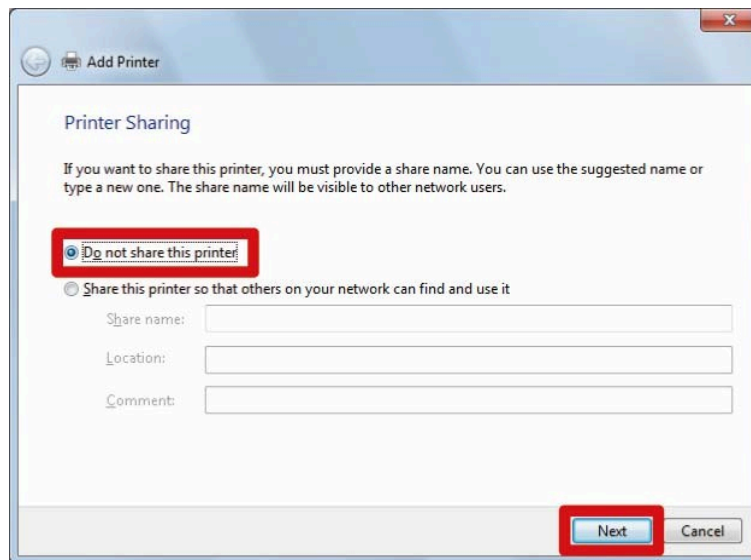 Add Printer
Printer Sharing
If you want to share this printer, you must provide a share name. You can use the suggested name or
type a new one. The share name will be visible to other network users.
Do not share this printer
Share this printer so that others on your network can find and use it
Share name:
Location:
Comment:
Next Cancel